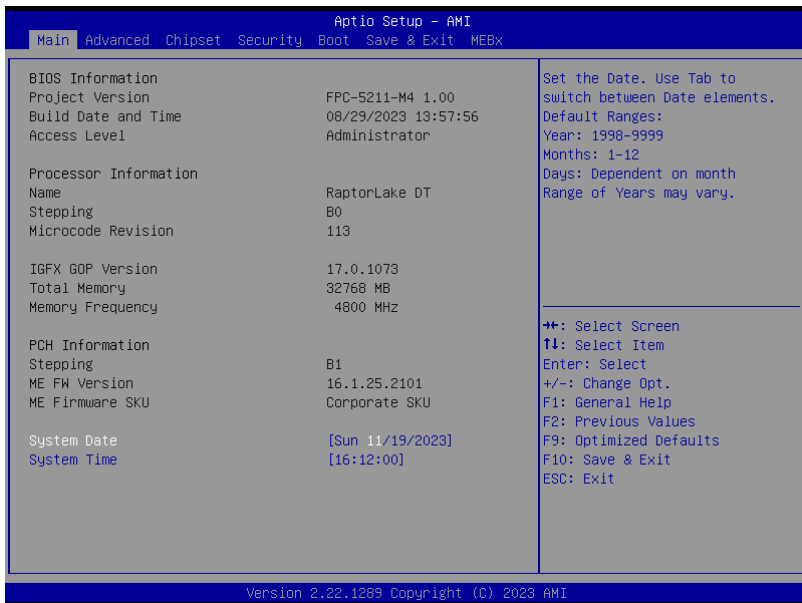 Aptio Setup - AMI
Main Advanced Chipset Security Boot Save & Exit MEBx
BIOS Information
Project Version FPC-5211-M4 1.00
Build Date and Time 08/29/2023 13:57:56
Access Level Administrator
Processor Information
Name RaptorLake DT
Stepping B0
Microcode Revision 113
IGFX GOP Version 17.0.1073
Total Memory 32768 MB
Memory Frequency 4800 MHz
PCH Information
Stepping B1
ME FW Version 16.1.25.2101
ME Firmware SKU Corporate SKU
System Date [Sun 11/19/2023]
System Time [16:12:00]
Set the Date. Use Tab to
switch between Date elements.
Default Ranges:
Year: 1998-9999
Months: 1-12
Days: Dependent on month
Range of Years may vary.
→←: Select Screen
↑↓: Select Item
Enter: Select
+/-: Change Opt.
F1: General Help
F2: Previous Values
F9: Optimized Defaults
F10: Save & Exit
ESC: Exit
Version 2.22.1289 Copyright (C) 2023 AMI